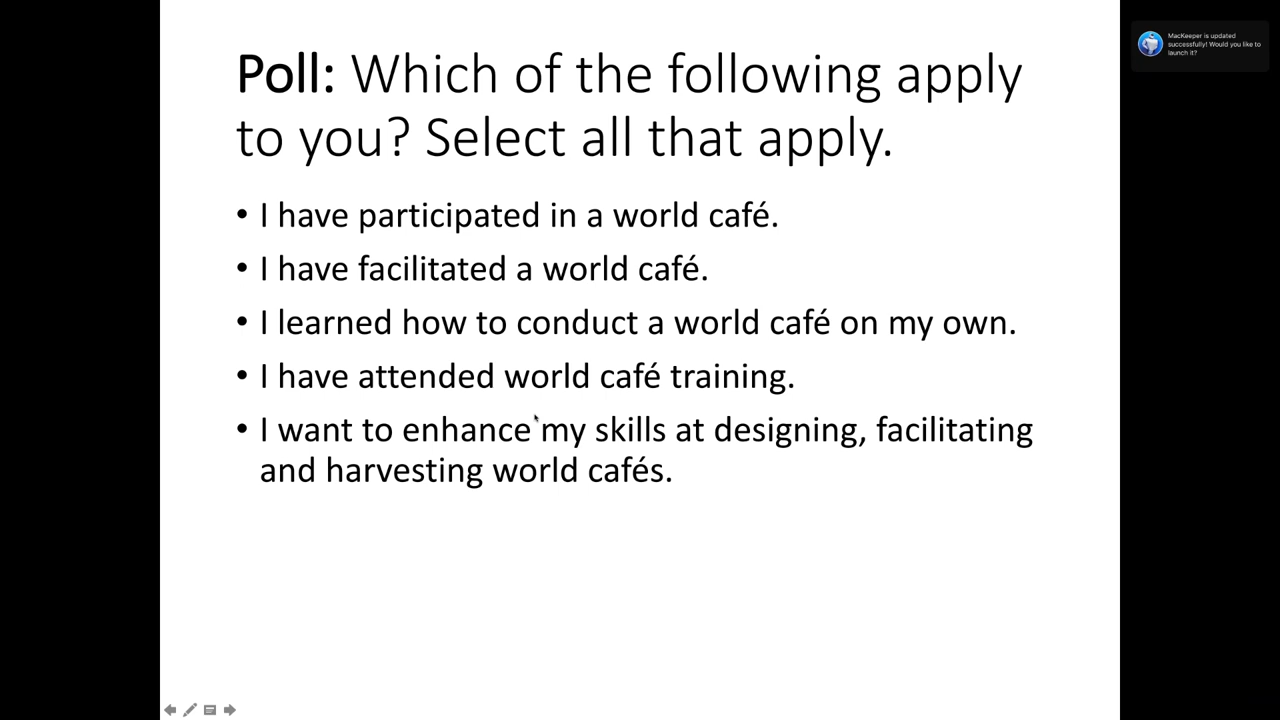 Poll: Which of the following apply
to you? Select all that apply.
• I have participated in a world café.
• I have facilitated a world café.
• I learned how to conduct a world café on my own.
• I have attended world café training.
• I want to enhance my skills at designing, facilitating
and harvesting world cafés.
MacKeeper is updated
successfully! Would you like to
launch it?